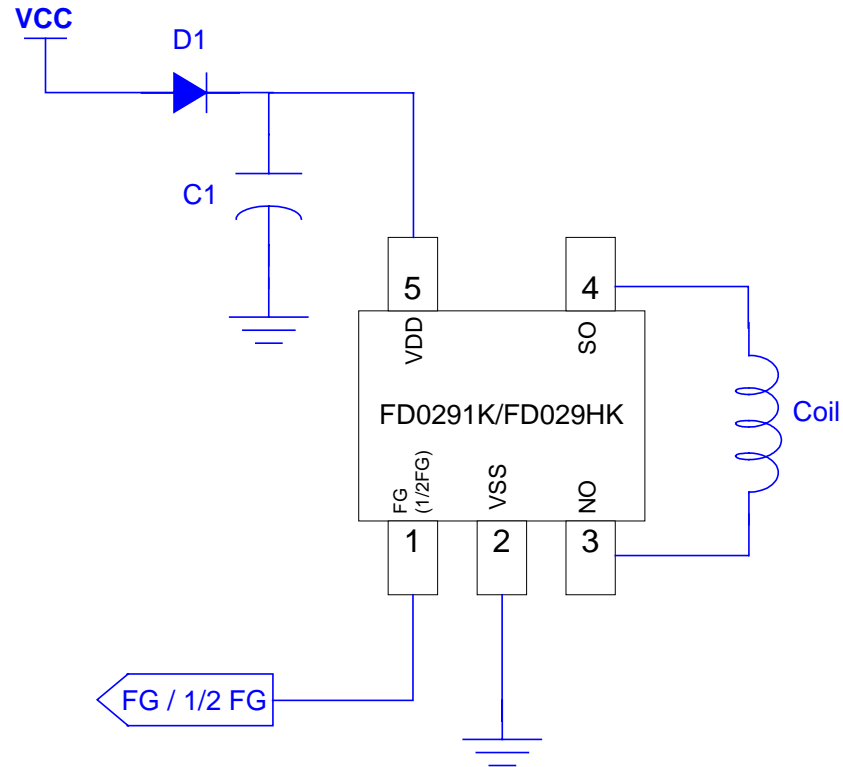 VCC
D1
C1
5
4
VDD
SO
FD0291K/FD029HK
Coil
FG
(1/2FG)
VSS
NO
1
2
3
FG / 1/2 FG